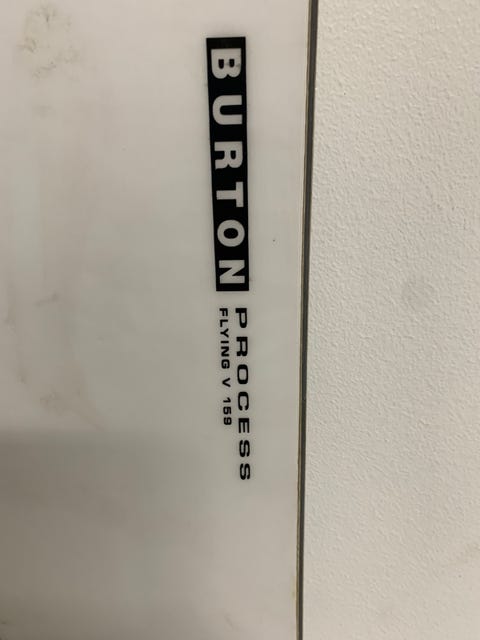 BURTON
PROCESS
FLYING V 159